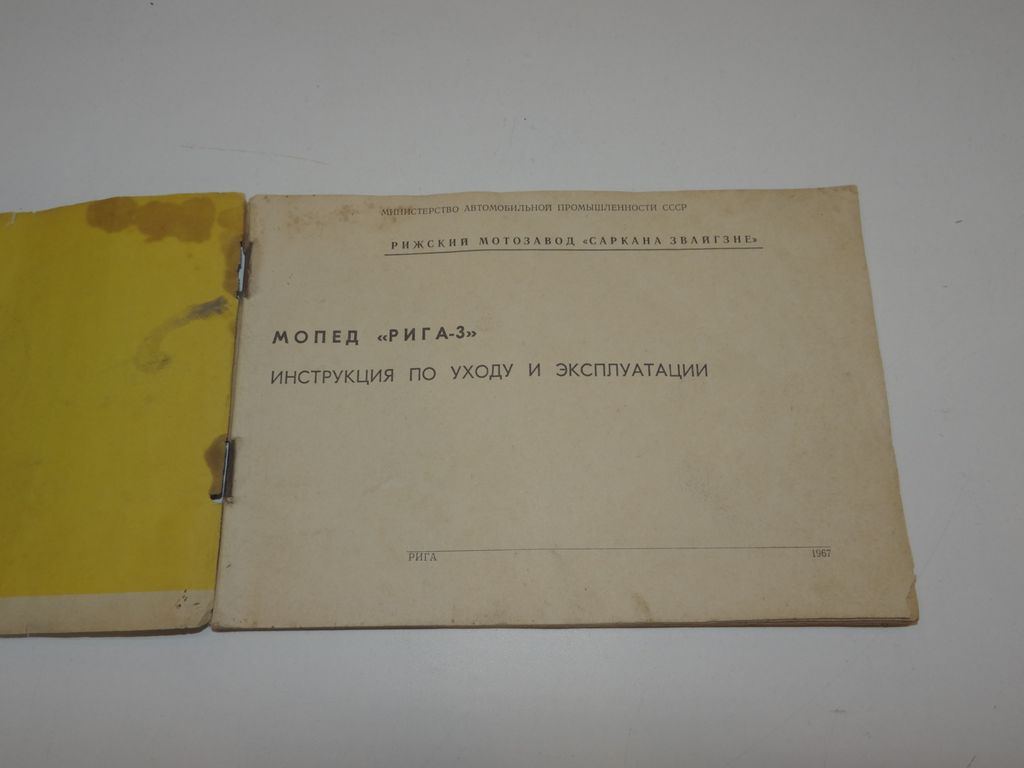 МИНИСТЕРСТВО АВТОМОБИЛЬНОЙ ПРОМЫШЛЕННОСТИ СССР
РИЖСКИЙ МОТОЗАВОД «САРКАНА ЗВАЙГЗНЕ»
МОПЕД «РИГА-3»
ИНСТРУКЦИЯ ПО УХОДУ И ЭКСПЛУАТАЦИИ
РИГА 1967